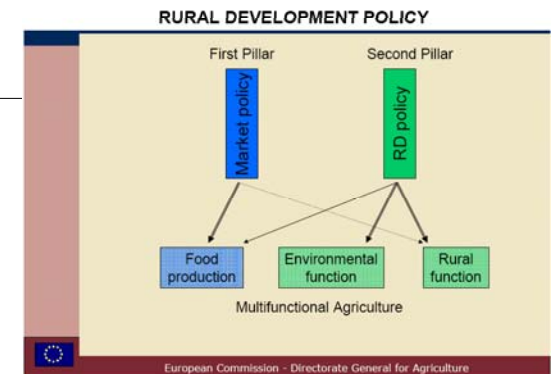 RURAL DEVELOPMENT POLICY
First Pillar
Second Pillar
Market policy
RD policy
Food
production
Environmental
function
Rural
function
Multifunctional Agriculture
European Commission - Directorate General for Agriculture